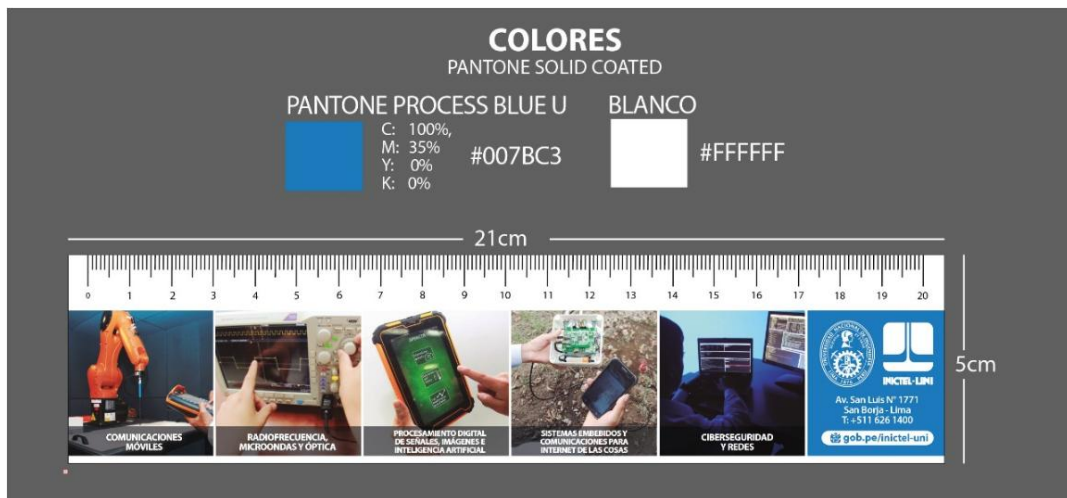 COLORES
PANTONE SOLID COATED
PANTONE PROCESS BLUE U
BLANCO
C: 100%,
M: 35%
Y: 0%
K: 0%
#007BC3
#FFFFFF
21cm
0 1 2 3 4 5 6 7 8 9 10 11 12 13 14 15 16 17 18 19 20
5cm
COMUNICACIONES
MÓVILES
RADIOFRECUENCIA,
MICROONDAS Y ÓPTICA
PROCESAMIENTO DIGITAL
DE SEÑALES, IMÁGENES E
INTELIGENCIA ARTIFICIAL
SISTEMAS EMBEBIDOS Y
COMUNICACIONES PARA
INTERNET DE LAS COSAS
CIBERSEGURIDAD
Y REDES
INICTEL-UNI
Av. San Luis N° 1771
San Borja - Lima
T: +511 626 1400
gob.pe/inictel-uni